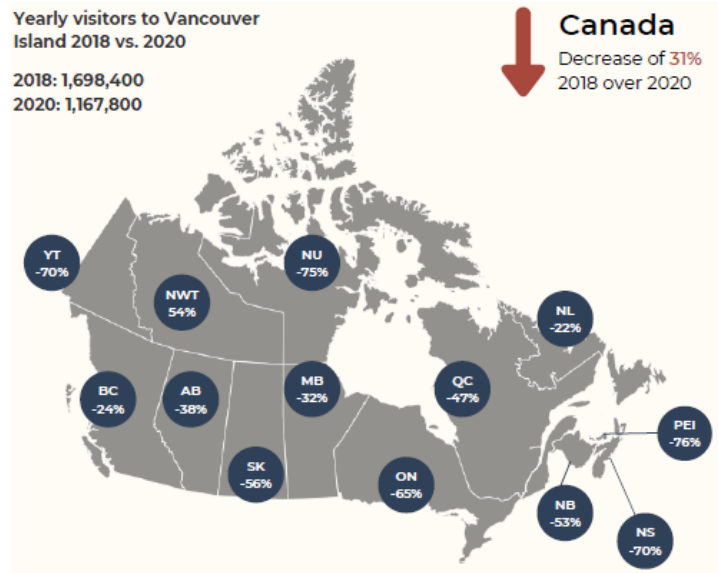 Yearly visitors to Vancouver
Island 2018 vs. 2020
2018: 1,698,400
2020: 1,167,800
Canada
Decrease of 31%
2018 over 2020
YT
-70%
NWT
54%
NU
-75%
NL
-22%
BC
-24%
AB
-38%
MB
-32%
QC
-47%
PEI
-76%
SK
-56%
ON
-65%
NB
-53%
NS
-70%